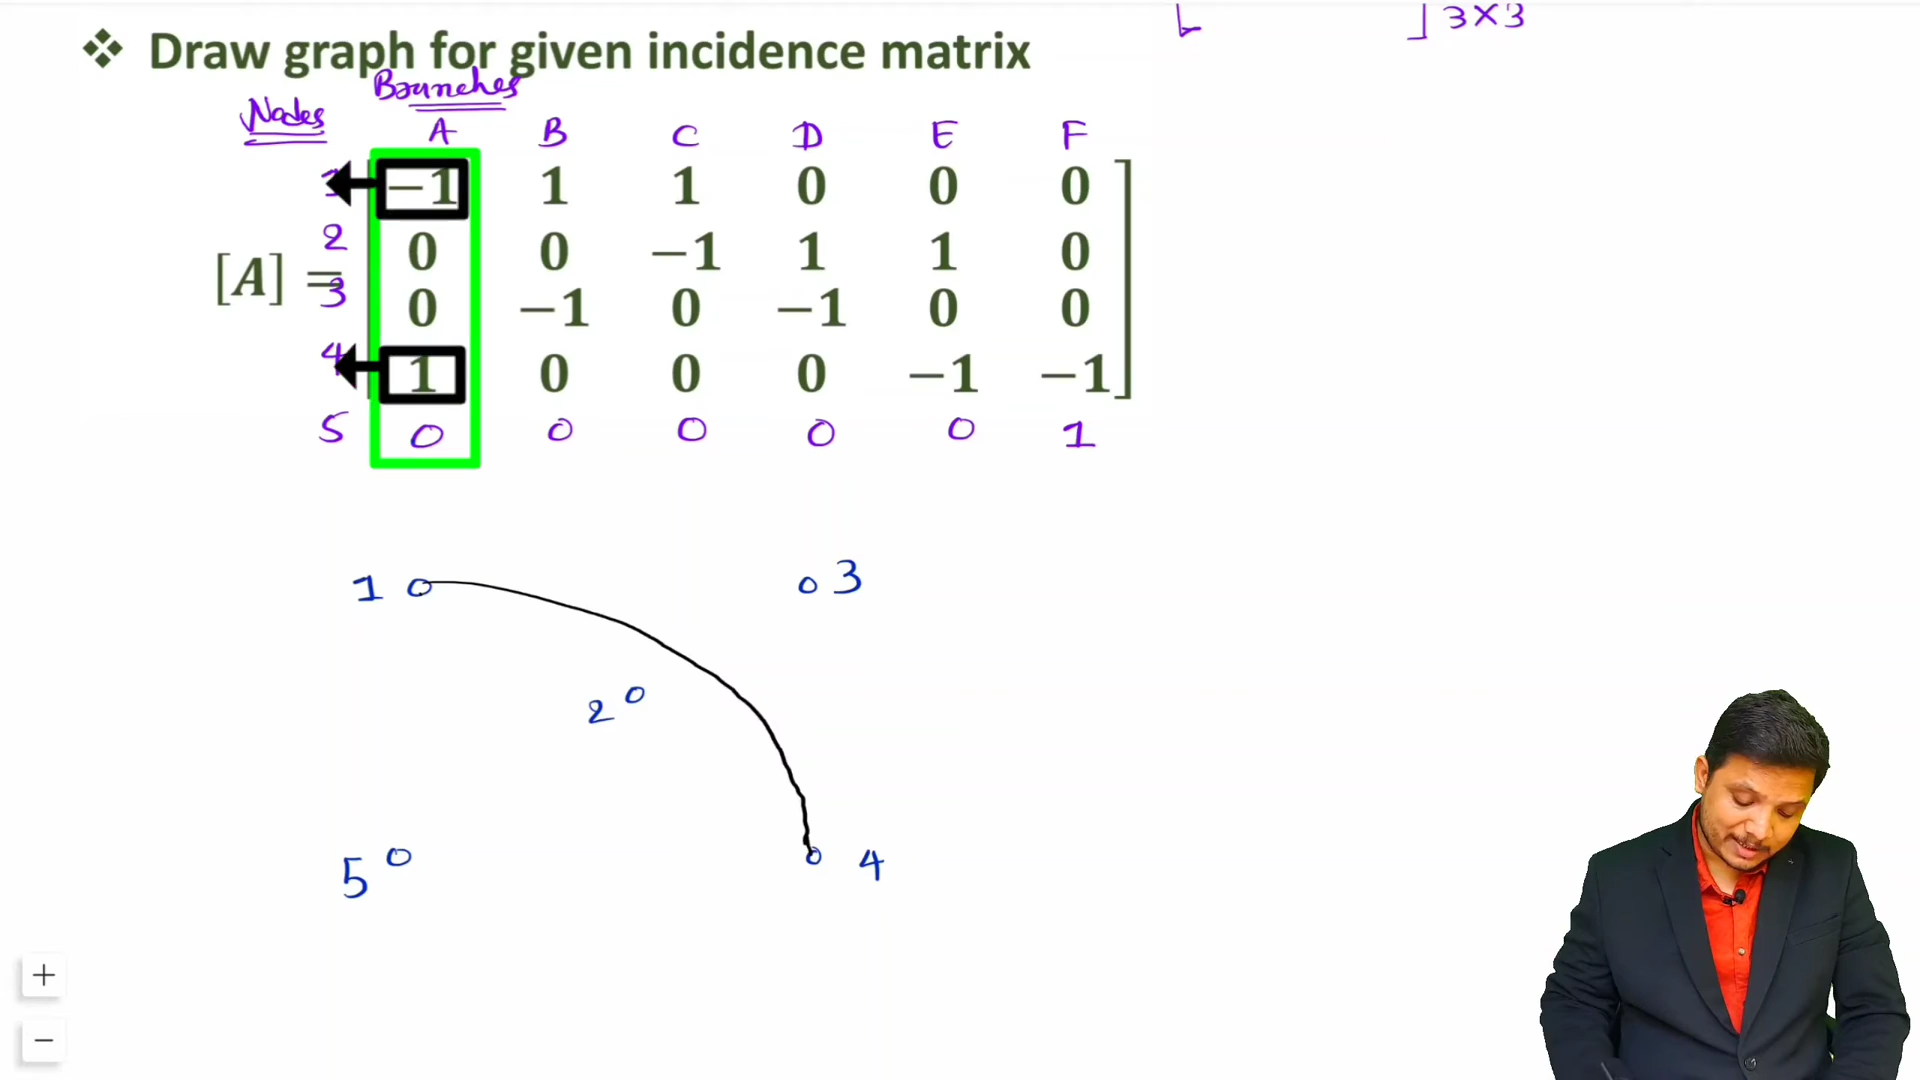 ❖ Draw graph for given incidence matrix
] 3×3
Branches
Nodes
A B C D E F
−1 1 1 0 0 0
2 0 0 −1 1 1 0
[A] =
3 0 −1 0 −1 0 0
4 1 0 0 0 −1 −1
5 0 0 0 0 0 1
1 3
2
5 4
+
−